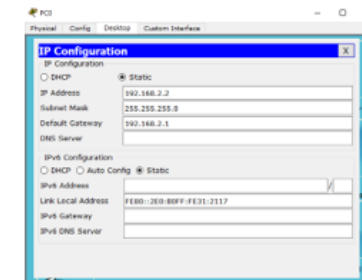 PC0
Physical Config Desktop Custom Interface
IP Configuration X
IP Configuration
DHCP Static
IP Address 192.168.2.2
Subnet Mask 255.255.255.0
Default Gateway 192.168.2.1
DNS Server
IPv6 Configuration
DHCP Auto Config Static
IPv6 Address /
Link Local Address FE80::2E0:B0FF:FE31:2117
IPv6 Gateway
IPv6 DNS Server